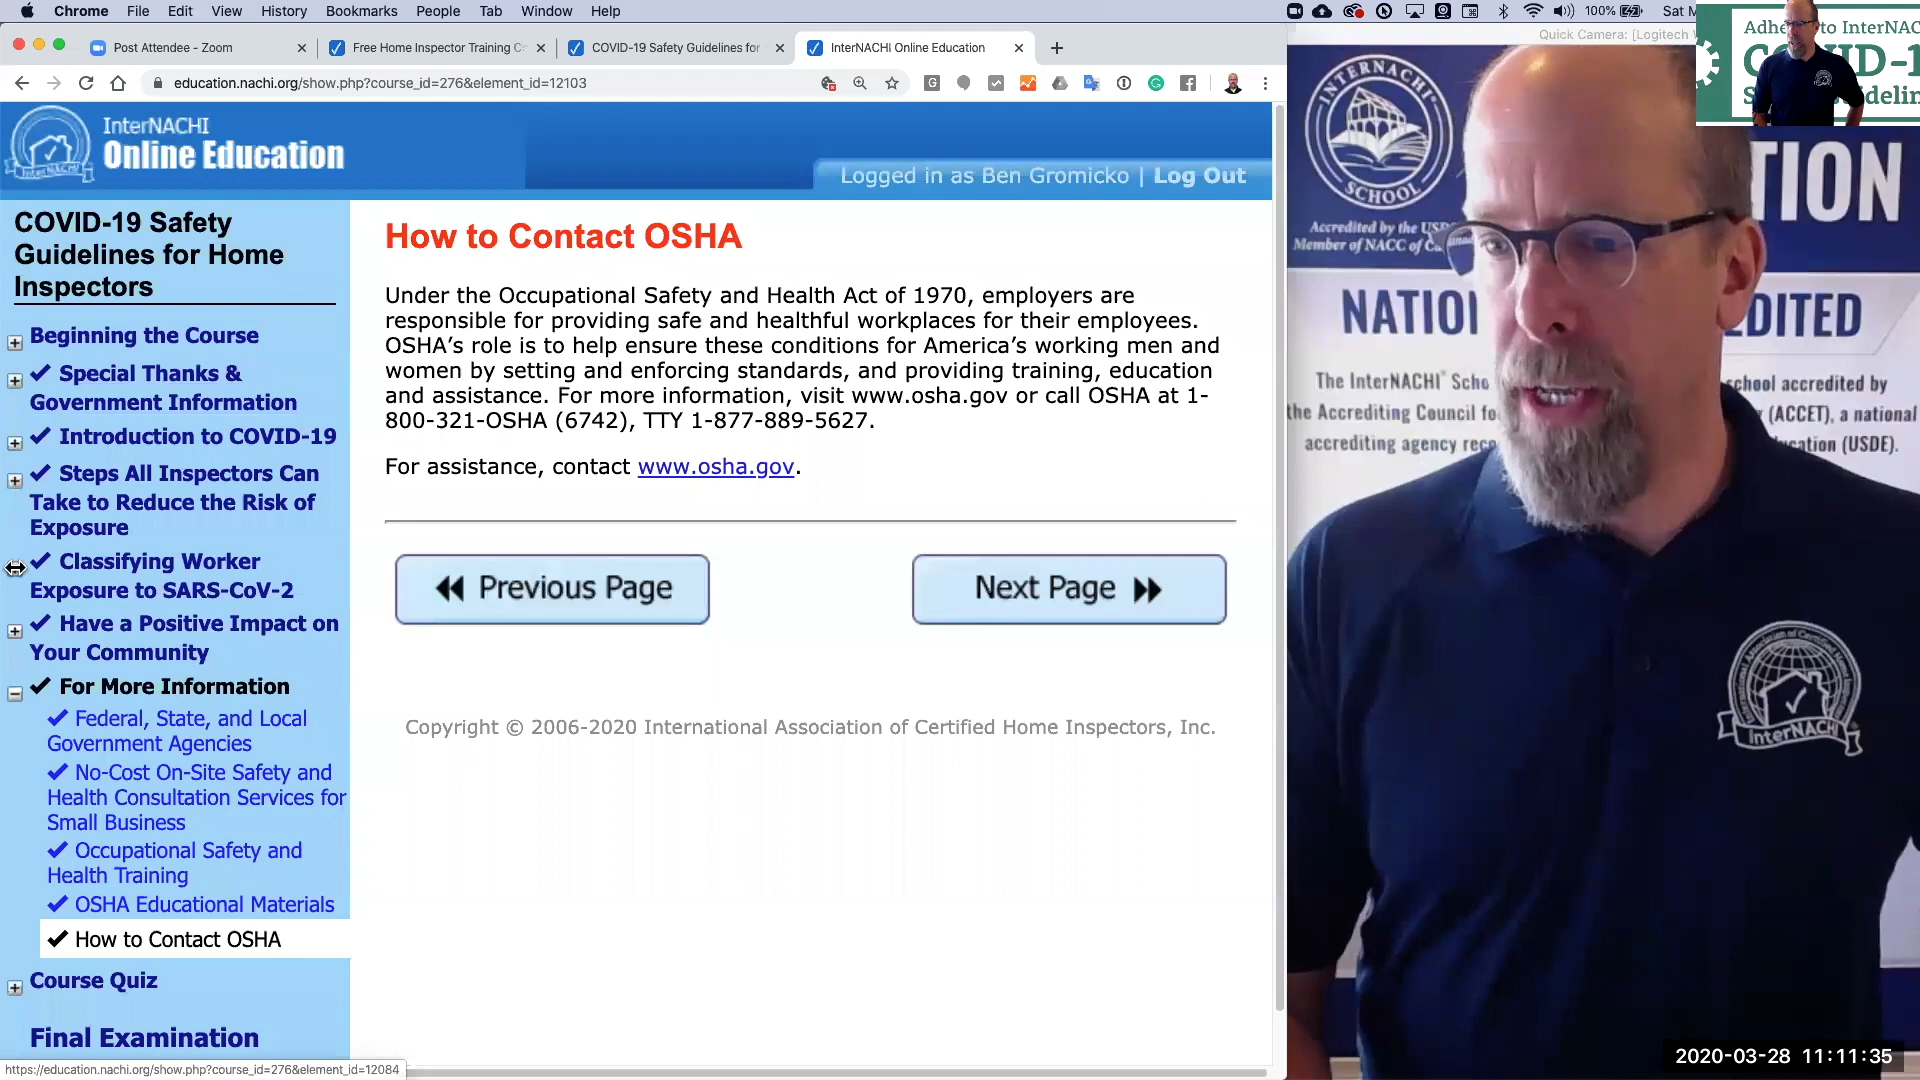 Chrome File Edit View History Bookmarks People Tab Window Help
100% Sat
Post Attendee - Zoom
Free Home Inspector Training
COVID-19 Safety Guidelines for
InterNACHI Online Education
Quick Camera: [Logitech
education.nachi.org/show.php?course_id=276&element_id=12103
InterNACHI
Online Education
Logged in as Ben Gromicko | Log Out
COVID-19 Safety
Guidelines for Home
Inspectors
Beginning the Course
Special Thanks &
Government Information
Introduction to COVID-19
Steps All Inspectors Can
Take to Reduce the Risk of
Exposure
Classifying Worker
Exposure to SARS-CoV-2
Have a Positive Impact on
Your Community
For More Information
Federal, State, and Local
Government Agencies
No-Cost On-Site Safety and
Health Consultation Services for
Small Business
Occupational Safety and
Health Training
OSHA Educational Materials
How to Contact OSHA
Course Quiz
Final Examination
https://education.nachi.org/show.php?course_id=276&element_id=12084
How to Contact OSHA
Under the Occupational Safety and Health Act of 1970, employers are
responsible for providing safe and healthful workplaces for their employees.
OSHA’s role is to help ensure these conditions for America’s working men and
women by setting and enforcing standards, and providing training, education
and assistance. For more information, visit www.osha.gov or call OSHA at 1-
800-321-OSHA (6742), TTY 1-877-889-5627.
For assistance, contact www.osha.gov.
Previous Page
Next Page
Copyright © 2006-2020 International Association of Certified Home Inspectors, Inc.
to InterNACHI
INTERNACHI
SCHOOL
Accredited by the
Member of NACC of
The InterNACHI® school accredited by
the Accrediting Council (ACCET), a national
accrediting agency (USDE).
InterNACHI
2020-03-28 11:11:35